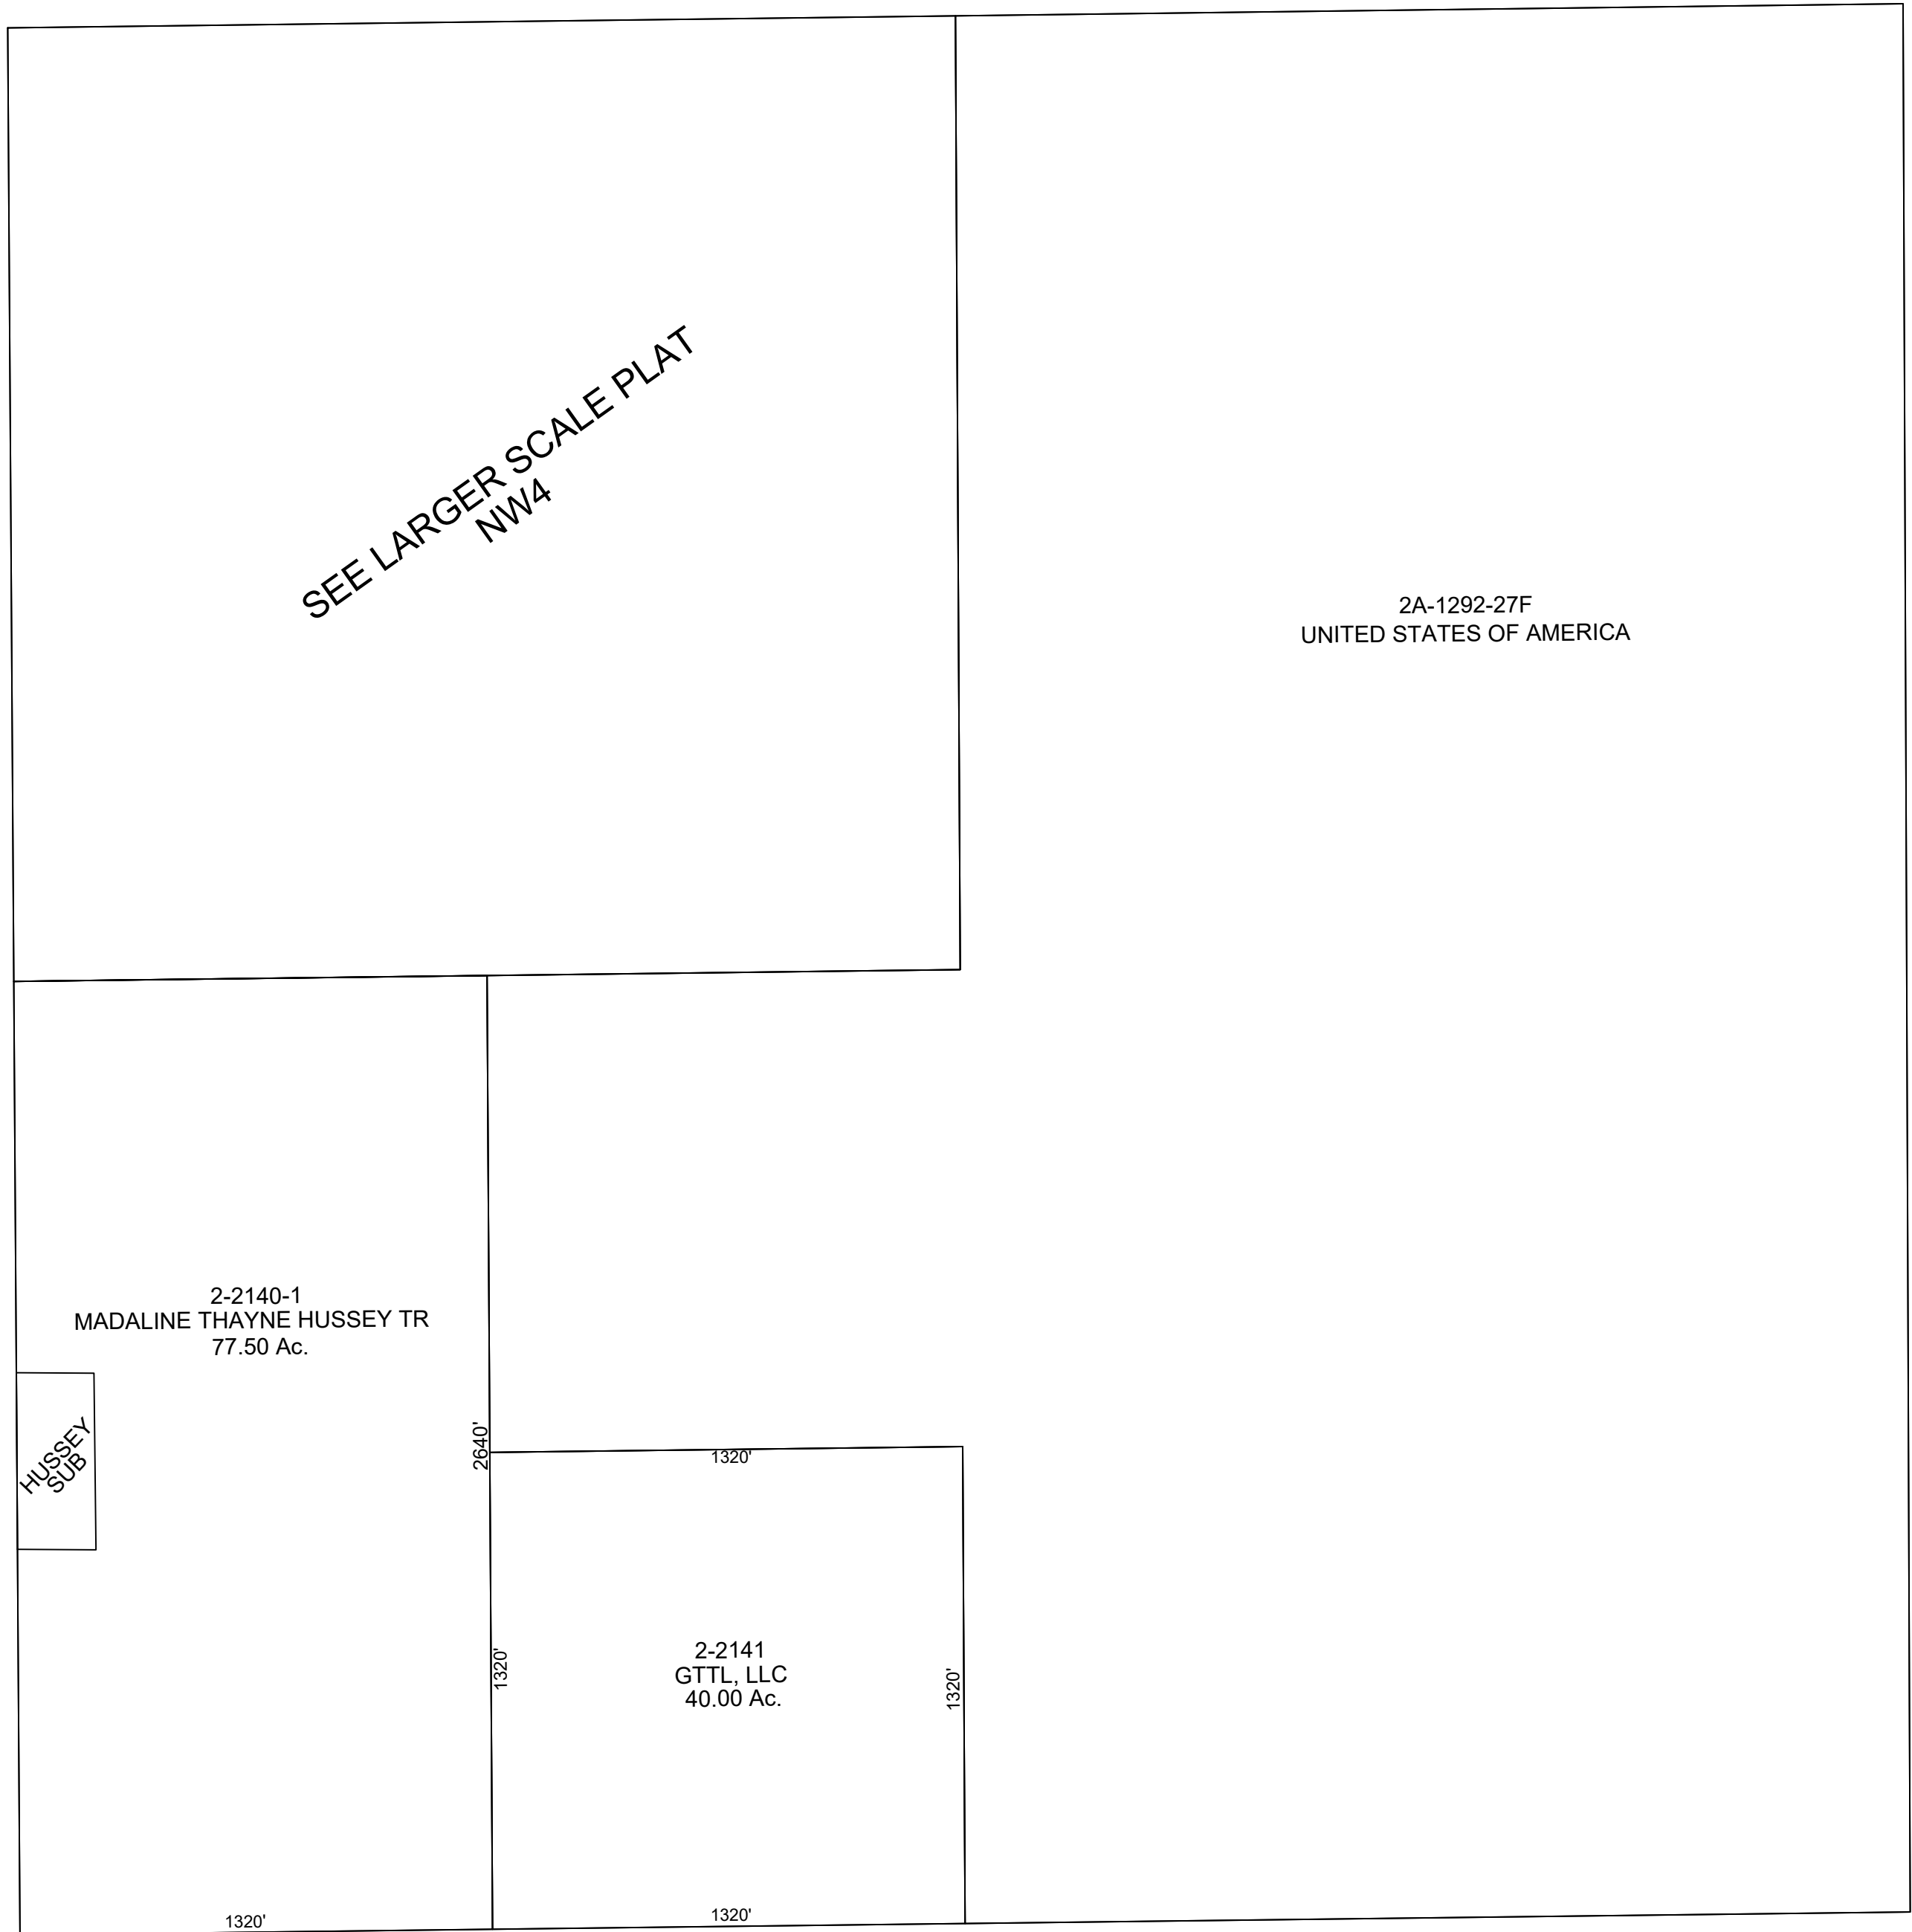 SEE LARGER SCALE PLAT
NW4
2A-1292-27F
UNITED STATES OF AMERICA
2-2140-1
MADALINE THAYNE HUSSEY TR
77.50 Ac.
HUSSEY
SUB
2640'
1320'
1320'
2-2141
GTTL, LLC
40.00 Ac.
1320'
1320'
1320'